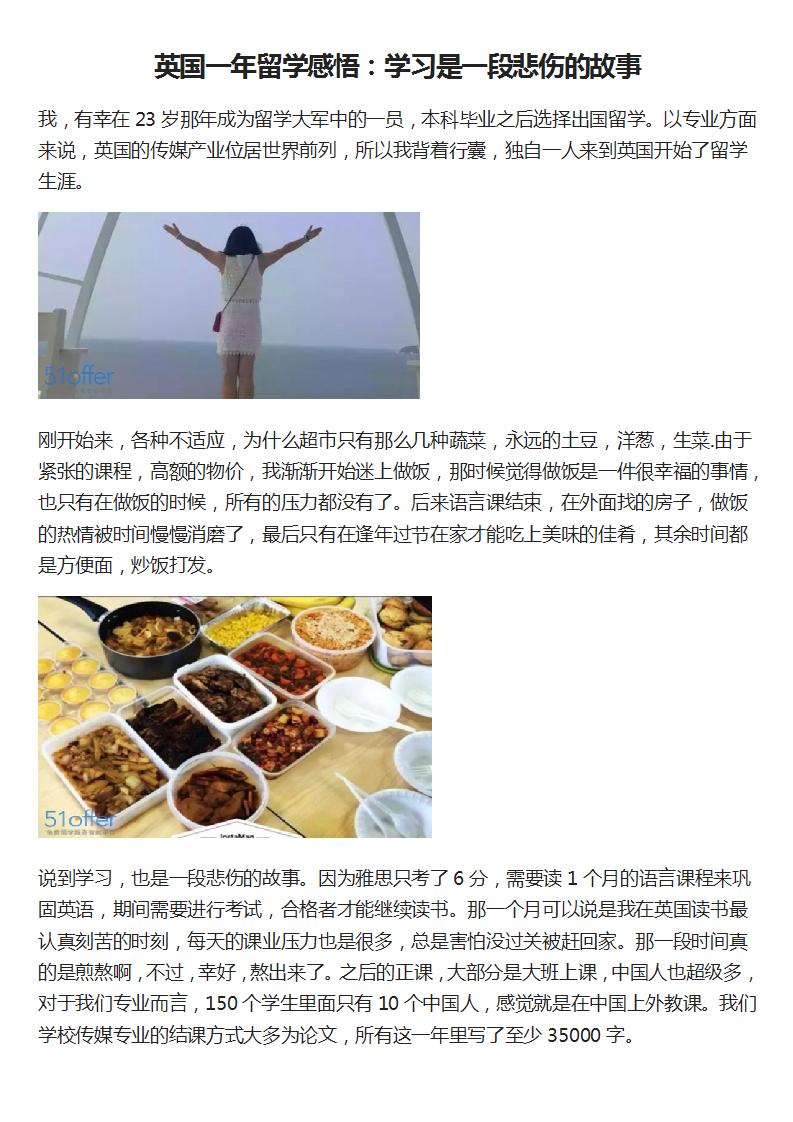 英国一年留学感悟：学习是一段悲伤的故事
我，有幸在 23 岁那年成为留学大军中的一员，本科毕业之后选择出国留学。以专业方面
来说，英国的传媒产业位居世界前列，所以我背着行囊，独自一人来到英国开始了留学
生涯。
51offer
刚开始来，各种不适应，为什么超市只有那么几种蔬菜，永远的土豆，洋葱，生菜.由于
紧张的课程，高额的物价，我渐渐开始迷上做饭，那时候觉得做饭是一件很幸福的事情，
也只有在做饭的时候，所有的压力都没有了。后来语言课结束，在外面找的房子，做饭
的热情被时间慢慢消磨了，最后只有在逢年过节在家才能吃上美味的佳肴，其余时间都
是方便面，炒饭打发。
51offer
InstaMag
说到学习，也是一段悲伤的故事。因为雅思只考了 6 分，需要读 1 个月的语言课程来巩
固英语，期间需要进行考试，合格者才能继续读书。那一个月可以说是我在英国读书最
认真刻苦的时刻，每天的课业压力也是很多，总是害怕没过关被赶回家。那一段时间真
的是煎熬啊，不过，幸好，熬出来了。之后的正课，大部分是大班上课，中国人也超级多，
对于我们专业而言，150 个学生里面只有 10 个中国人，感觉就是在中国上外教课。我们
学校传媒专业的结课方式大多为论文，所有这一年里写了至少 35000 字。